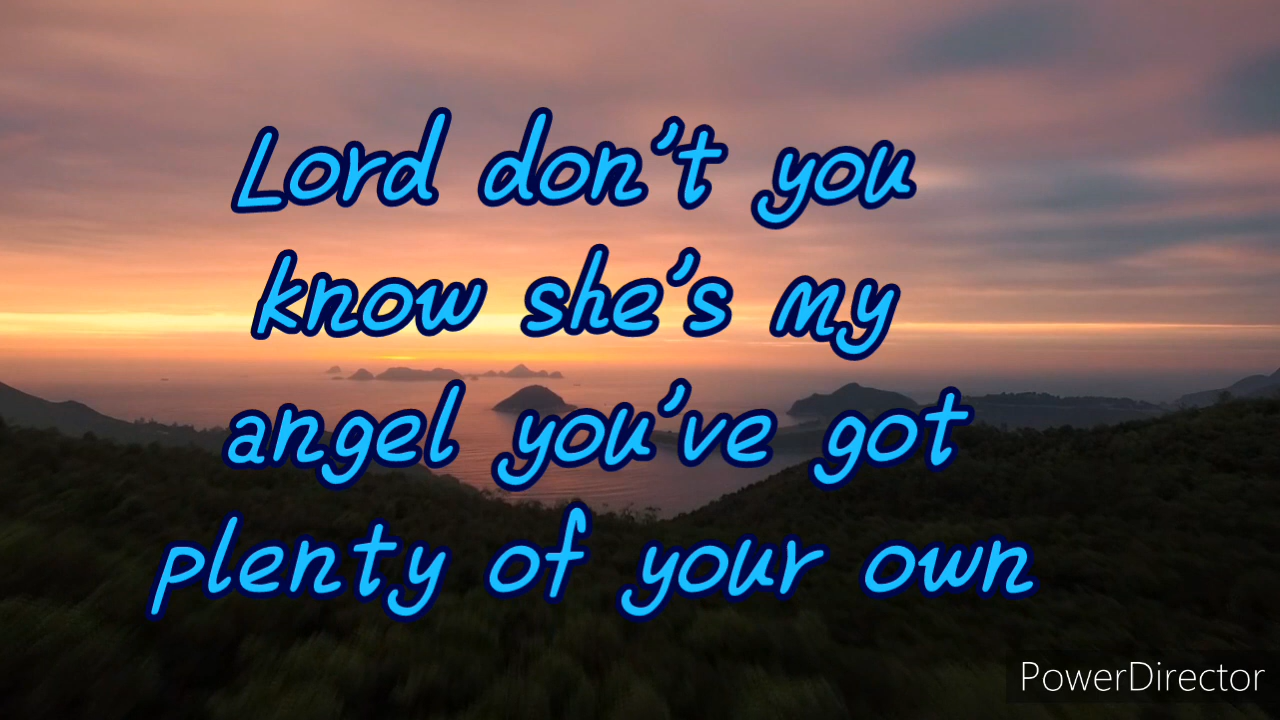 Lord don't you
know she's my
angel you've got
plenty of your own
PowerDirector